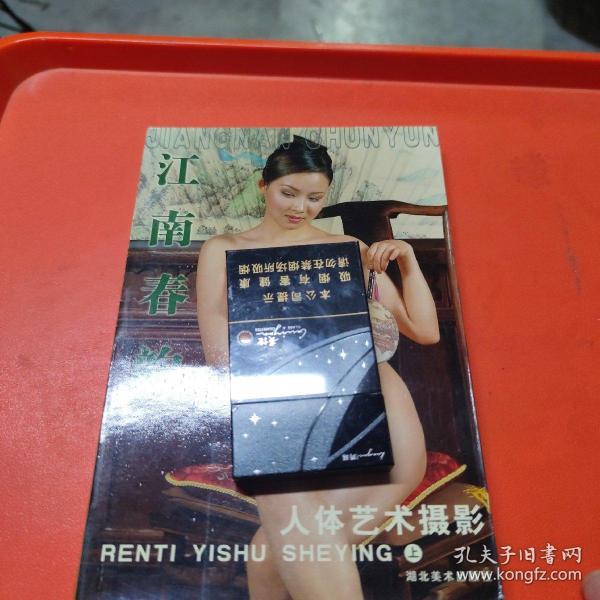 JIANGNAN CHUNYUN
江南春韵
本公司提示
吸烟有害健康
请勿在禁烟场所吸烟
人体艺术摄影
RENTI YISHU SHEYING 上
湖北美术
孔夫子旧书网
www.kongfz.com